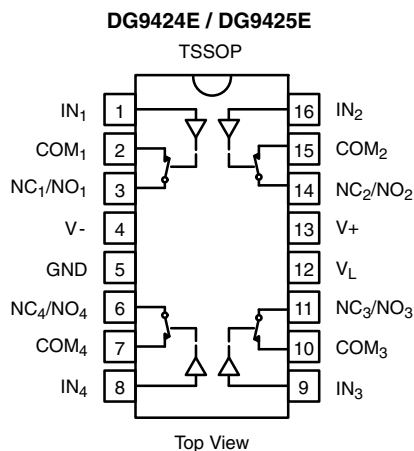 DG9424E / DG9425E
TSSOP
IN1 1 16 IN2
COM1 2 15 COM2
NC1/NO1 3 14 NC2/NO2
V- 4 13 V+
GND 5 12 VL
NC4/NO4 6 11 NC3/NO3
COM4 7 10 COM3
IN4 8 9 IN3
Top View